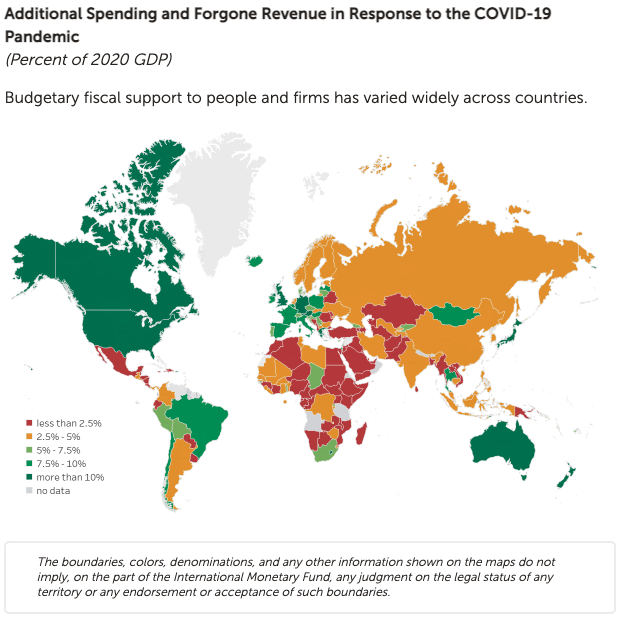 Additional Spending and Forgone Revenue in Response to the COVID-19
Pandemic
(Percent of 2020 GDP)
Budgetary fiscal support to people and firms has varied widely across countries.
less than 2.5%
2.5% - 5%
5% - 7.5%
7.5% - 10%
more than 10%
no data
The boundaries, colors, denominations, and any other information shown on the maps do not
imply, on the part of the International Monetary Fund, any judgment on the legal status of any
territory or any endorsement or acceptance of such boundaries.